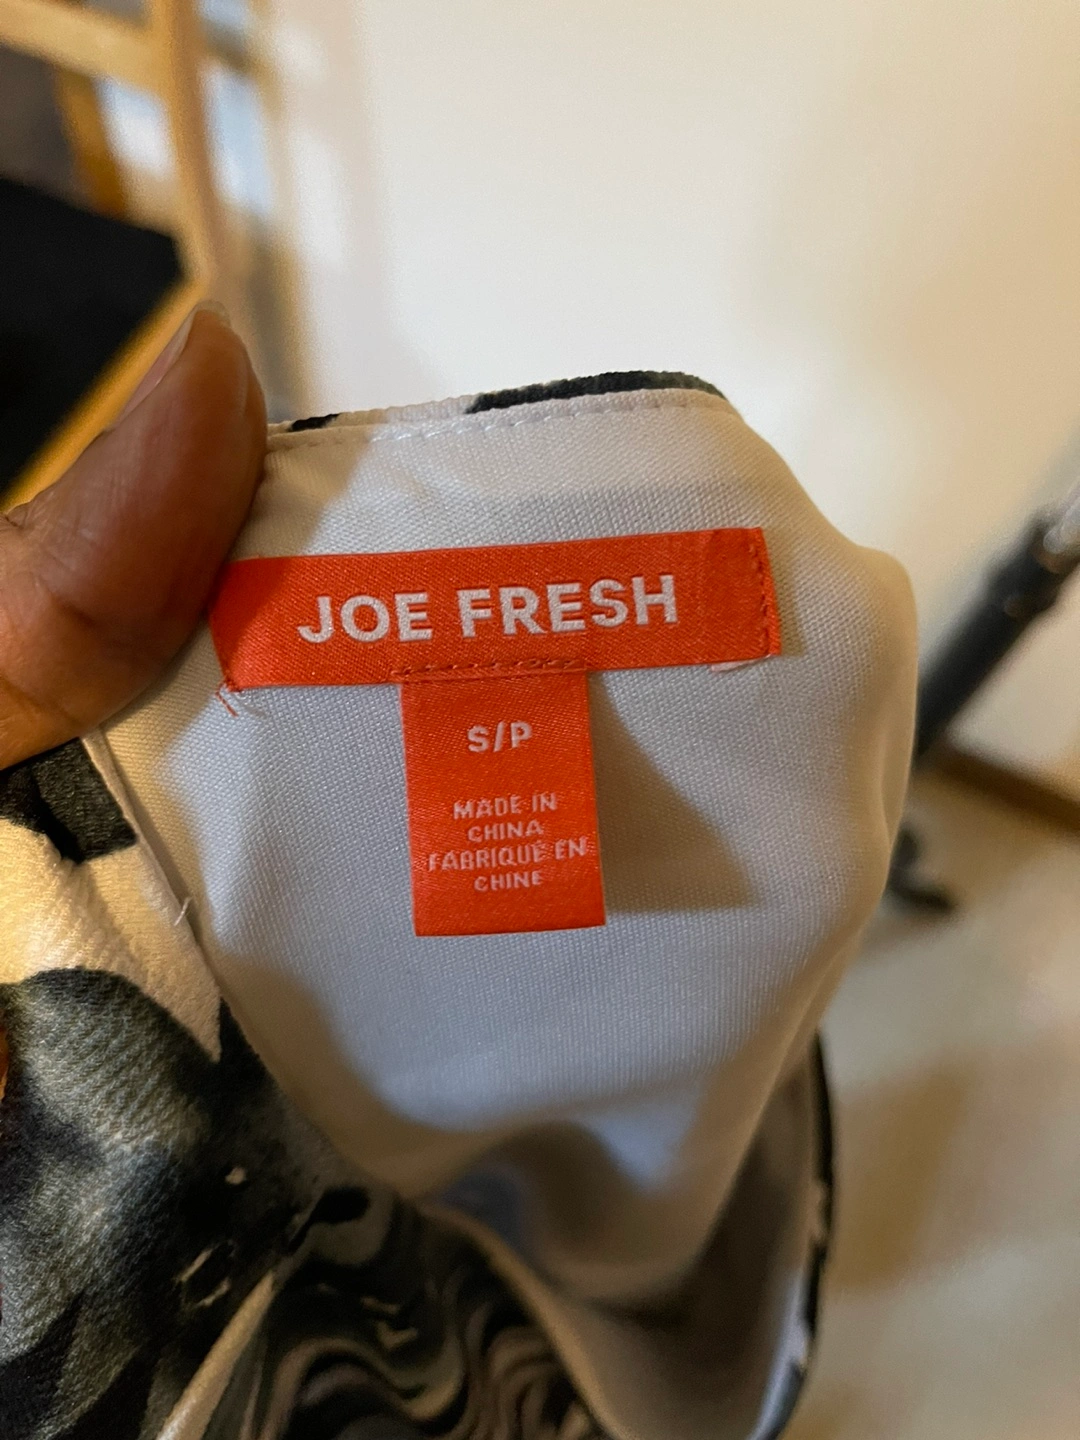 JOE FRESH
S/P
MADE IN
CHINA
FABRIQUÉ EN
CHINE